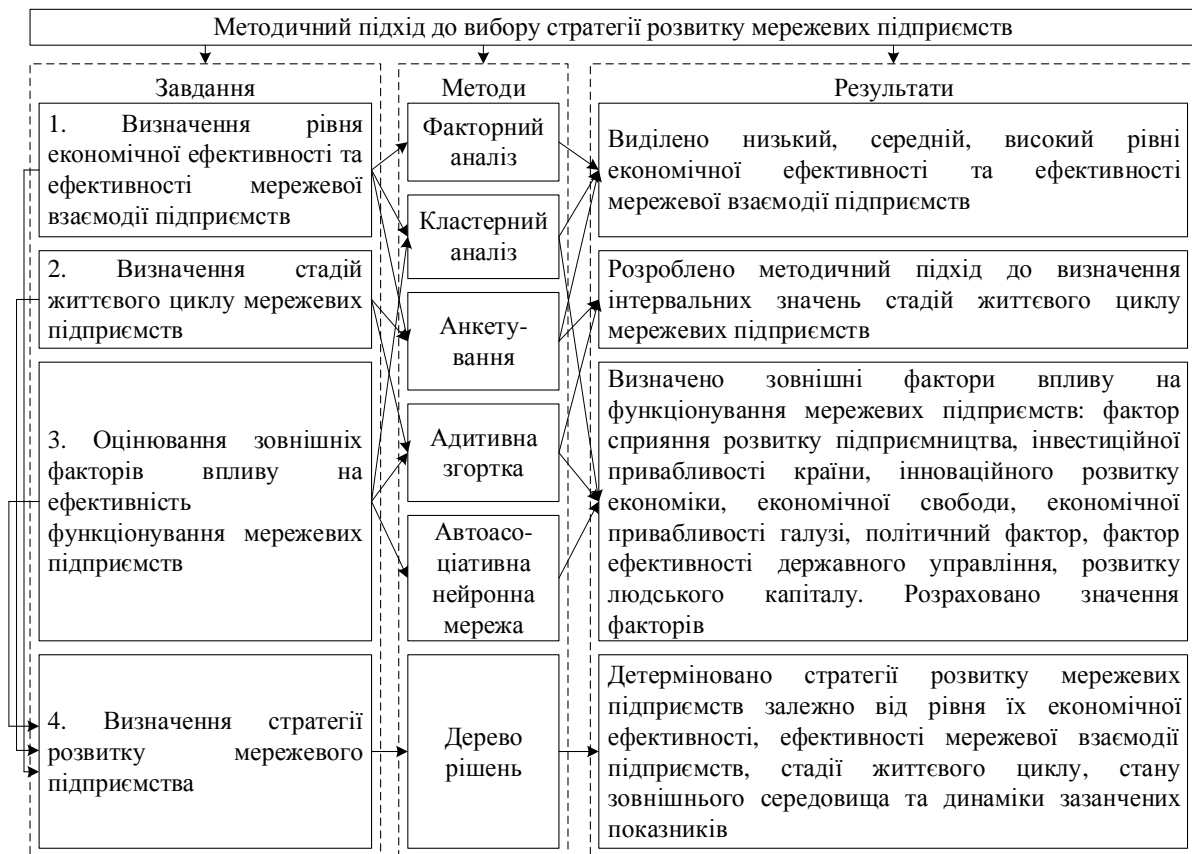 Методичний підхід до вибору стратегії розвитку мережевих підприємств
Завдання
1. Визначення рівня
економічної ефективності та
ефективності мережевої
взаємодії підприємств
2. Визначення стадій
життєвого циклу мережевих
підприємств
3. Оцінювання зовнішніх
факторів впливу на
ефективність
функціонування мережевих
підприємств
4. Визначення стратегії
розвитку мережевого
підприємства
Методи
Факторний
аналіз
Кластерний
аналіз
Анкету-
вання
Адитивна
згортка
Автоасо-
ціативна
нейронна
мережа
Дерево
рішень
Результати
Виділено низький, середній, високий рівні
економічної ефективності та ефективності
мережевої взаємодії підприємств
Розроблено методичний підхід до визначення
інтервальних значень стадій життєвого циклу
мережевих підприємств
Визначено зовнішні фактори впливу на
функціонування мережевих підприємств: фактор
сприяння розвитку підприємництва, інвестиційної
привабливості країни, інноваційного розвитку
економіки, економічної свободи, економічної
привабливості галузі, політичний фактор, фактор
ефективності державного управління, розвитку
людського капіталу. Розраховано значення
факторів
Детерміновано стратегії розвитку мережевих
підприємств залежно від рівня їх економічної
ефективності, ефективності мережевої взаємодії
підприємств, стадії життєвого циклу, стану
зовнішнього середовища та динаміки зазанчених
показників